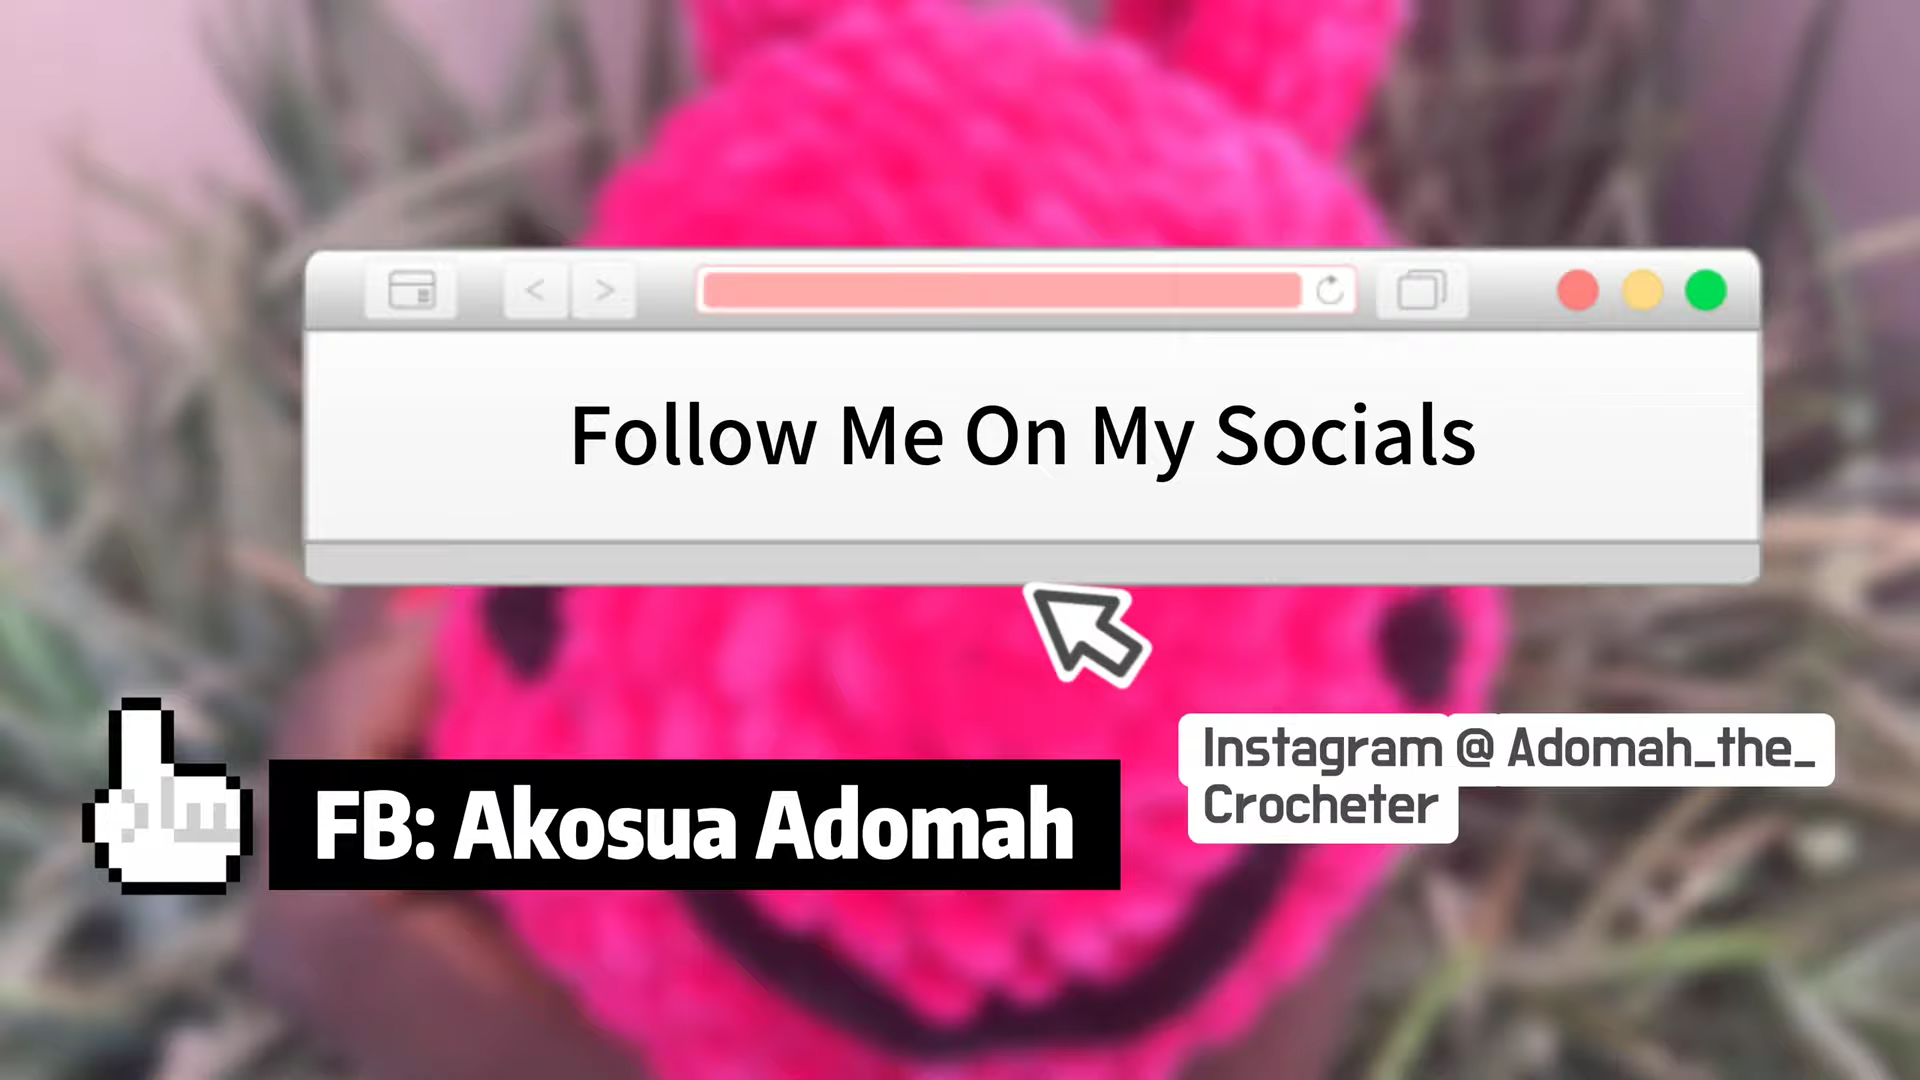 Follow Me On My Socials
FB: Akosua Adomah
Instagram @ Adomah_the_
Crocheter